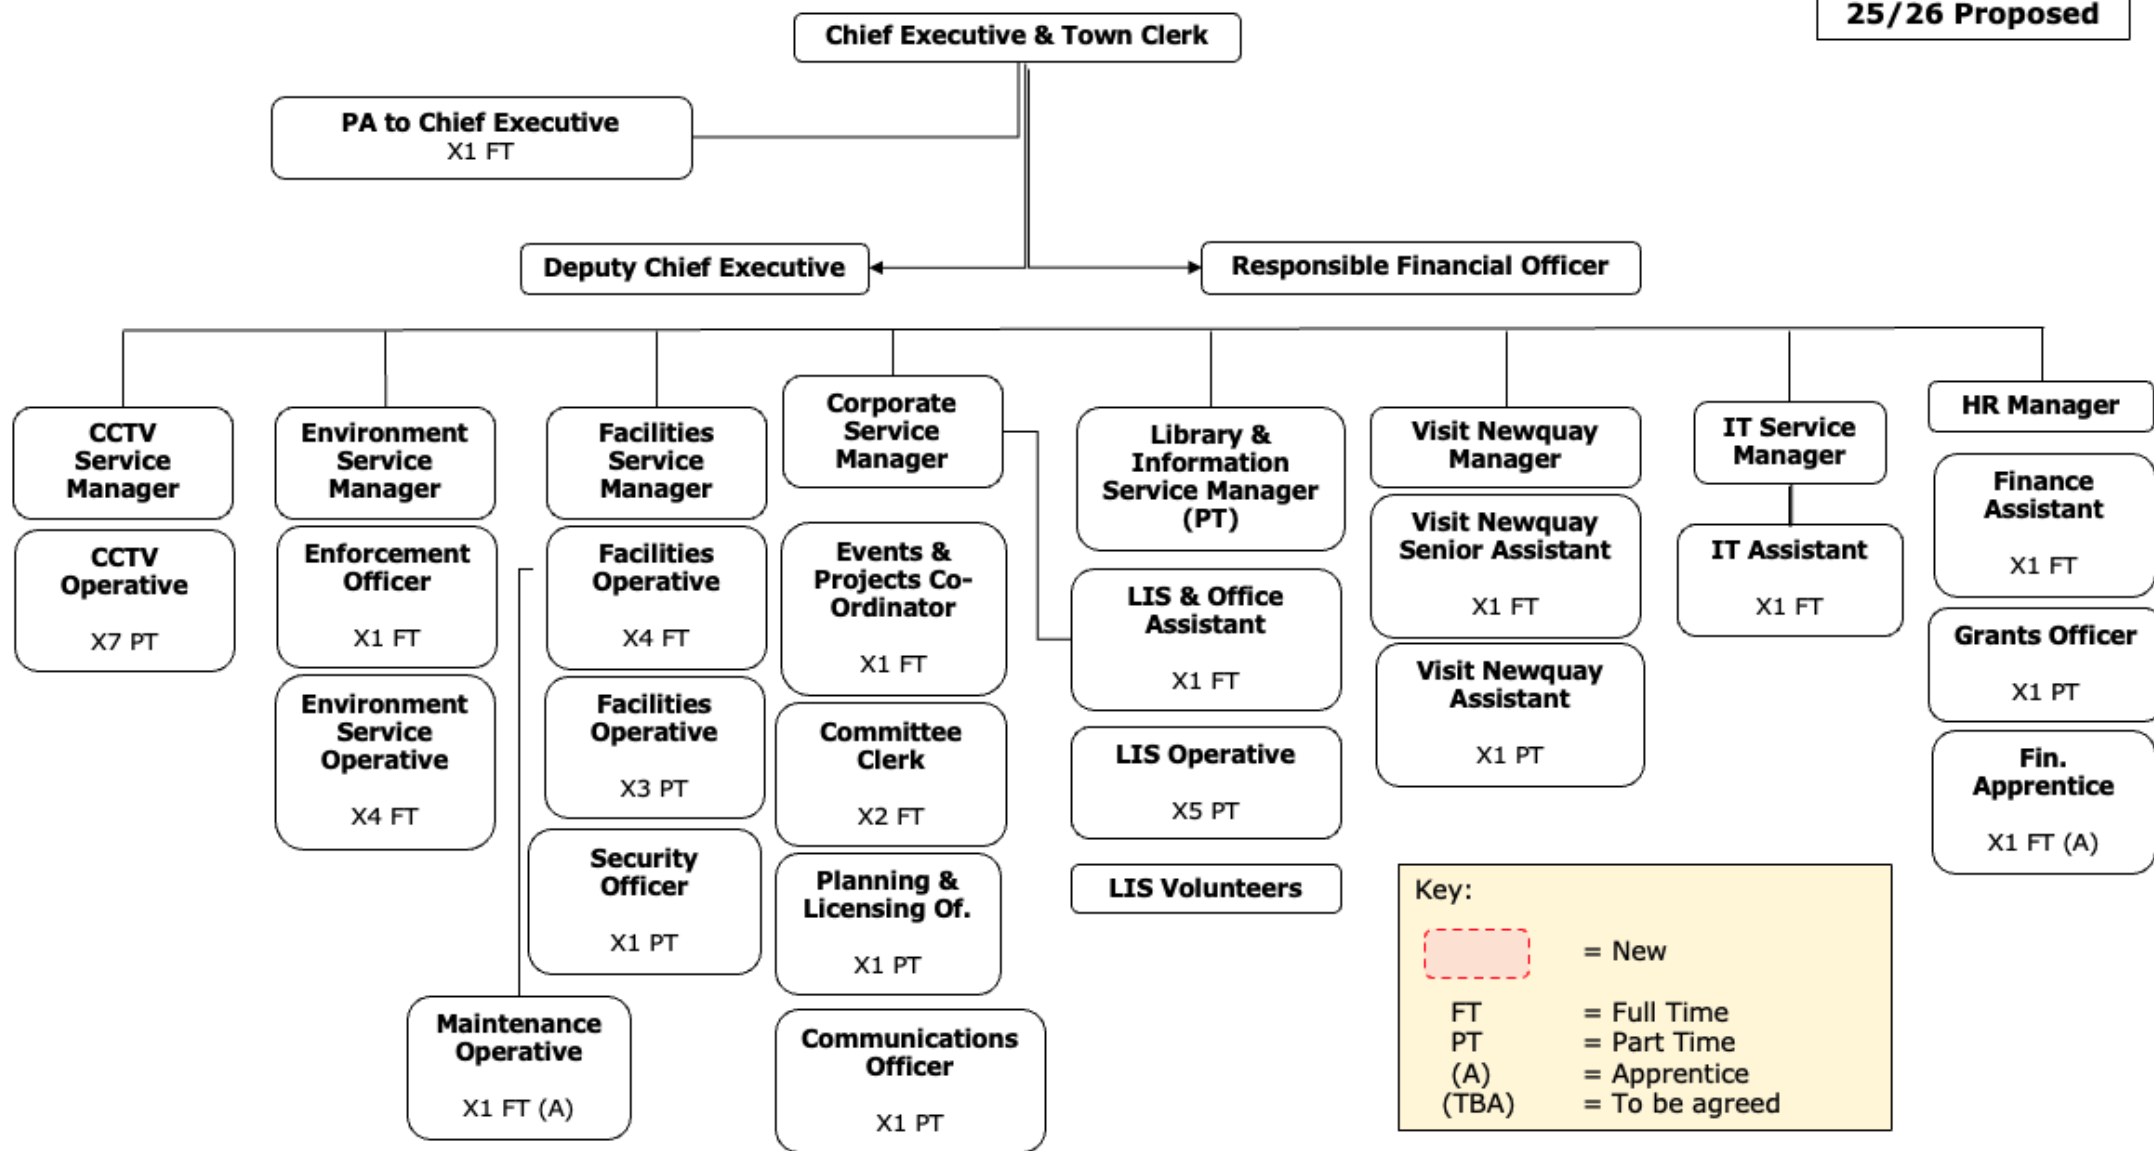 25/26 Proposed
Chief Executive & Town Clerk
PA to Chief Executive
X1 FT
Deputy Chief Executive
Responsible Financial Officer
CCTV
Service
Manager
CCTV
Operative
X7 PT
Environment
Service
Manager
Enforcement
Officer
X1 FT
Environment
Service
Operative
X4 FT
Facilities
Service
Manager
Facilities
Operative
X4 FT
Facilities
Operative
X3 PT
Security
Officer
X1 PT
Maintenance
Operative
X1 FT (A)
Corporate
Service
Manager
Events &
Projects Co-
Ordinator
X1 FT
Committee
Clerk
X2 FT
Planning &
Licensing Of.
X1 PT
Communications
Officer
X1 PT
Library &
Information
Service Manager
(PT)
LIS & Office
Assistant
X1 FT
LIS Operative
X5 PT
LIS Volunteers
Visit Newquay
Manager
Visit Newquay
Senior Assistant
X1 FT
Visit Newquay
Assistant
X1 PT
IT Service
Manager
IT Assistant
X1 FT
HR Manager
Finance
Assistant
X1 FT
Grants Officer
X1 PT
Fin.
Apprentice
X1 FT (A)
Key:
= New
FT = Full Time
PT = Part Time
(A) = Apprentice
(TBA) = To be agreed